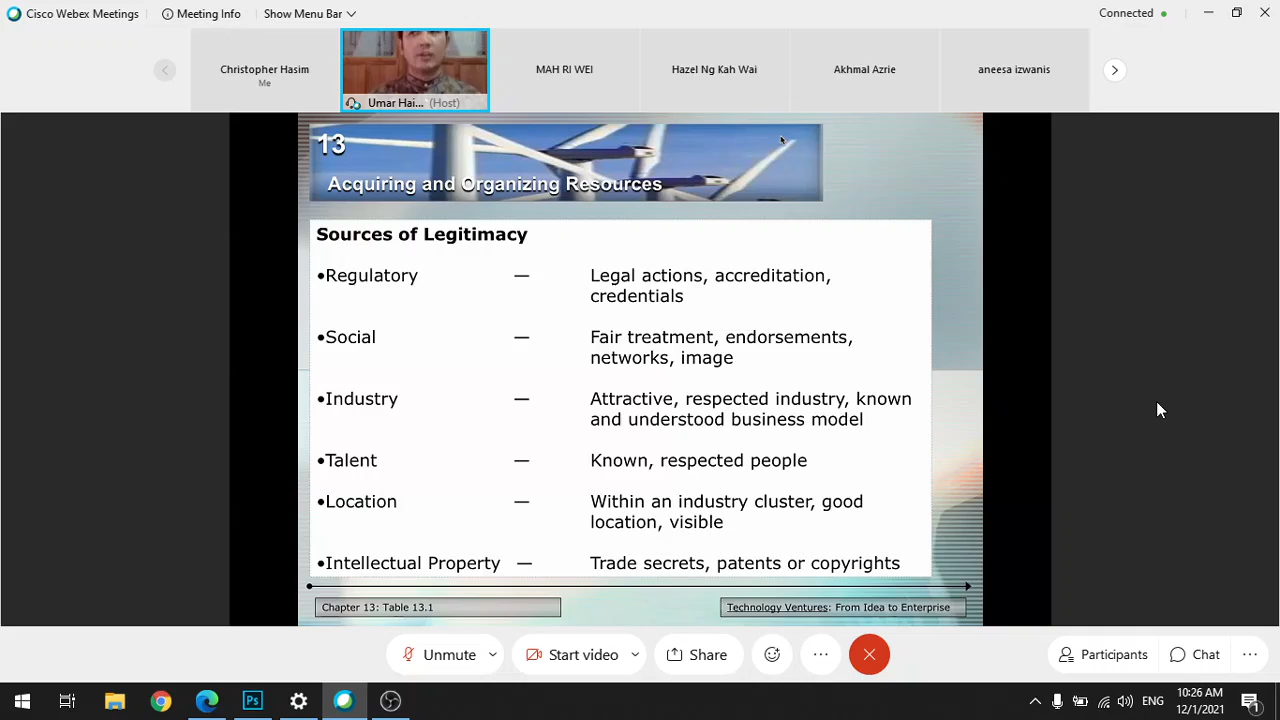 Cisco Webex Meetings
Meeting Info
Show Menu Bar
Connected
Christopher Hasim
Me
Umar Hai... (Host)
MAH RI WEI
Hazel Ng Kah Wai
Akhmal Azrie
aneesa izwanis
13
Acquiring and Organizing Resources
Sources of Legitimacy
•Regulatory — Legal actions, accreditation,
credentials
•Social — Fair treatment, endorsements,
networks, image
•Industry — Attractive, respected industry, known
and understood business model
•Talent — Known, respected people
•Location — Within an industry cluster, good
location, visible
•Intellectual Property — Trade secrets, patents or copyrights
Chapter 13: Table 13.1
Technology Ventures: From Idea to Enterprise
Unmute
Start video
Share
Participants
Chat
Ps
ENG
10:26 AM
12/1/2021
1